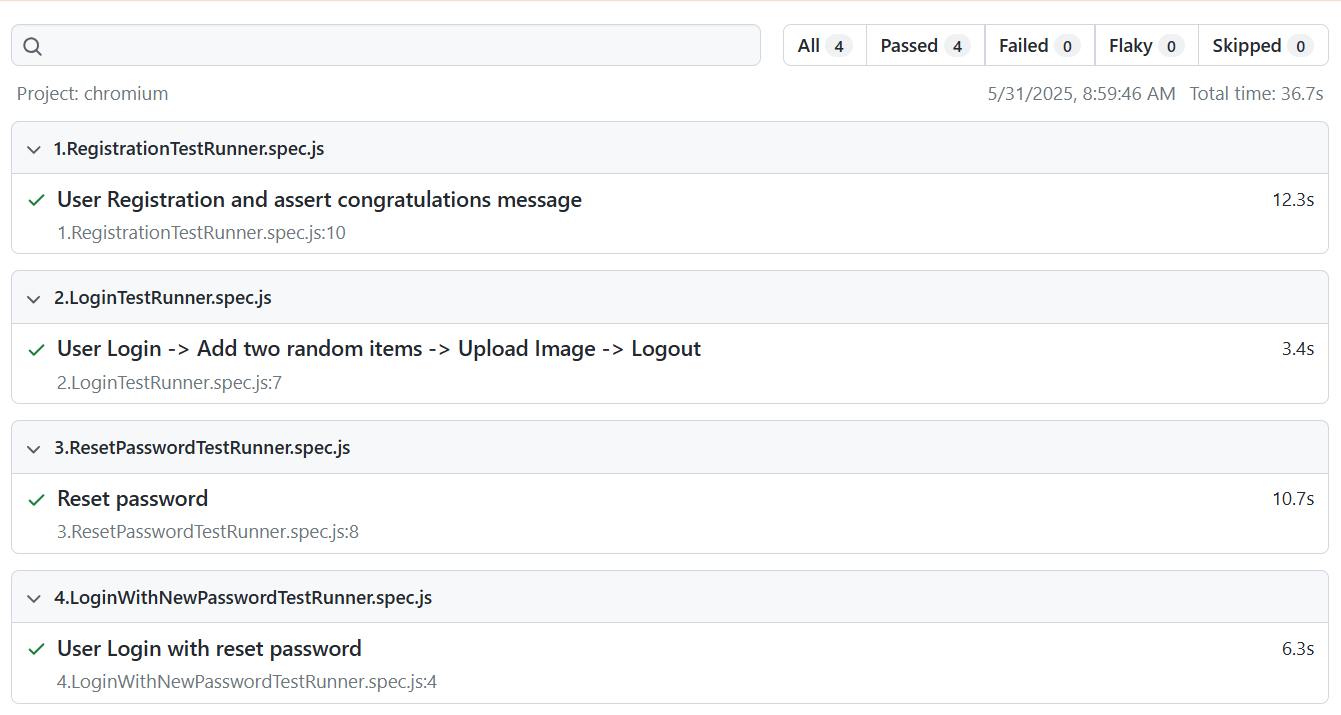 All 4 Passed 4 Failed 0 Flaky 0 Skipped 0
Project: chromium 5/31/2025, 8:59:46 AM Total time: 36.7s
1.RegistrationTestRunner.spec.js
User Registration and assert congratulations message 12.3s
1.RegistrationTestRunner.spec.js:10
2.LoginTestRunner.spec.js
User Login -> Add two random items -> Upload Image -> Logout 3.4s
2.LoginTestRunner.spec.js:7
3.ResetPasswordTestRunner.spec.js
Reset password 10.7s
3.ResetPasswordTestRunner.spec.js:8
4.LoginWithNewPasswordTestRunner.spec.js
User Login with reset password 6.3s
4.LoginWithNewPasswordTestRunner.spec.js:4